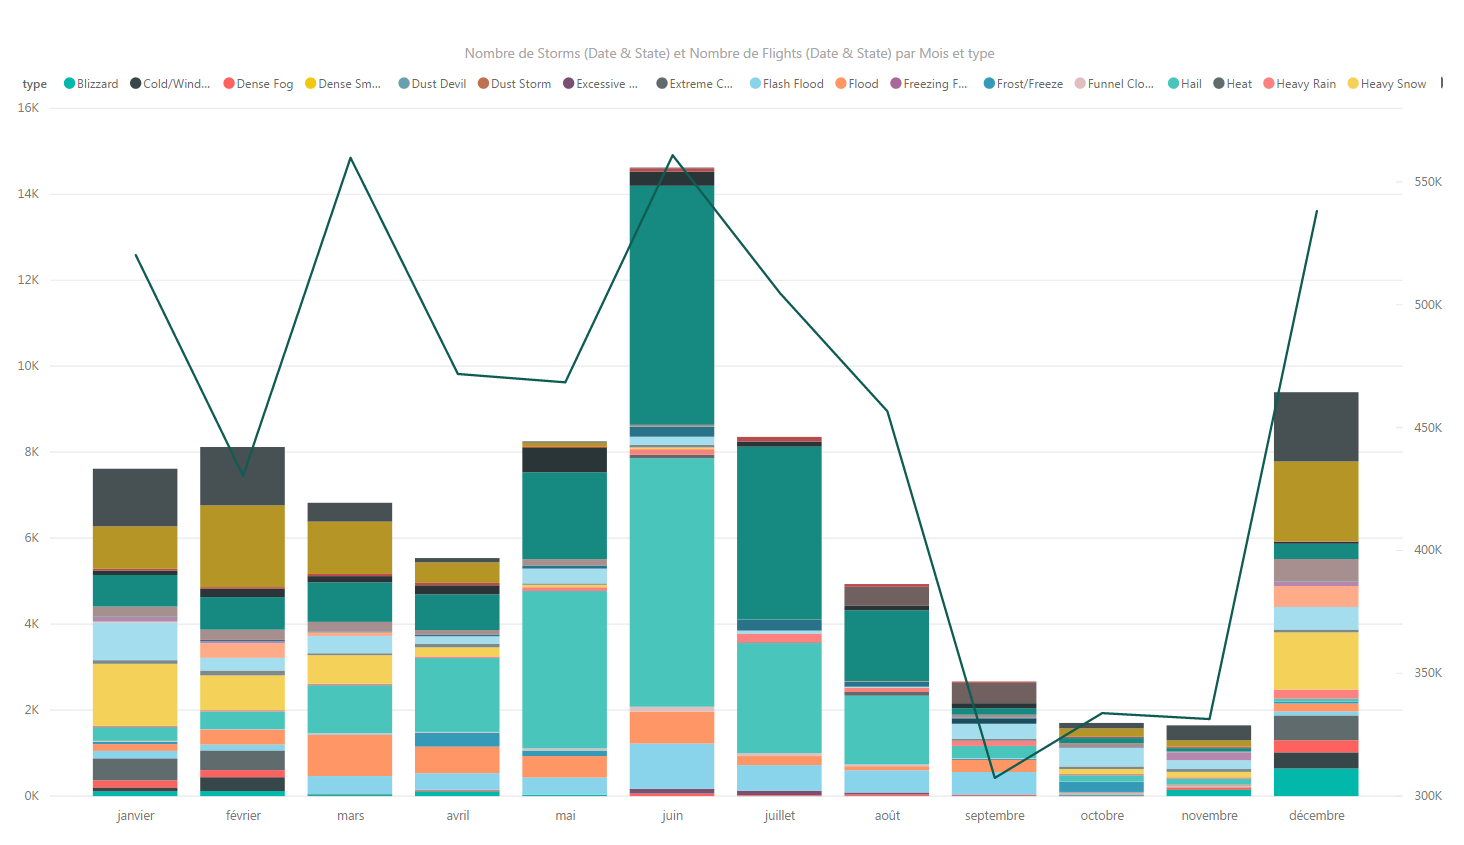 Nombre de Storms (Date & State) et Nombre de Flights (Date & State) par Mois et type
type Blizzard Cold/Wind... Dense Fog Dense Sm... Dust Devil Dust Storm Excessive ... Extreme C... Flash Flood Flood Freezing F... Frost/Freeze Funnel Clo... Hail Heat Heavy Rain Heavy Snow
16K
14K
12K
10K
8K
6K
4K
2K
0K
550K
500K
450K
400K
350K
300K
janvier février mars avril mai juin juillet août septembre octobre novembre décembre